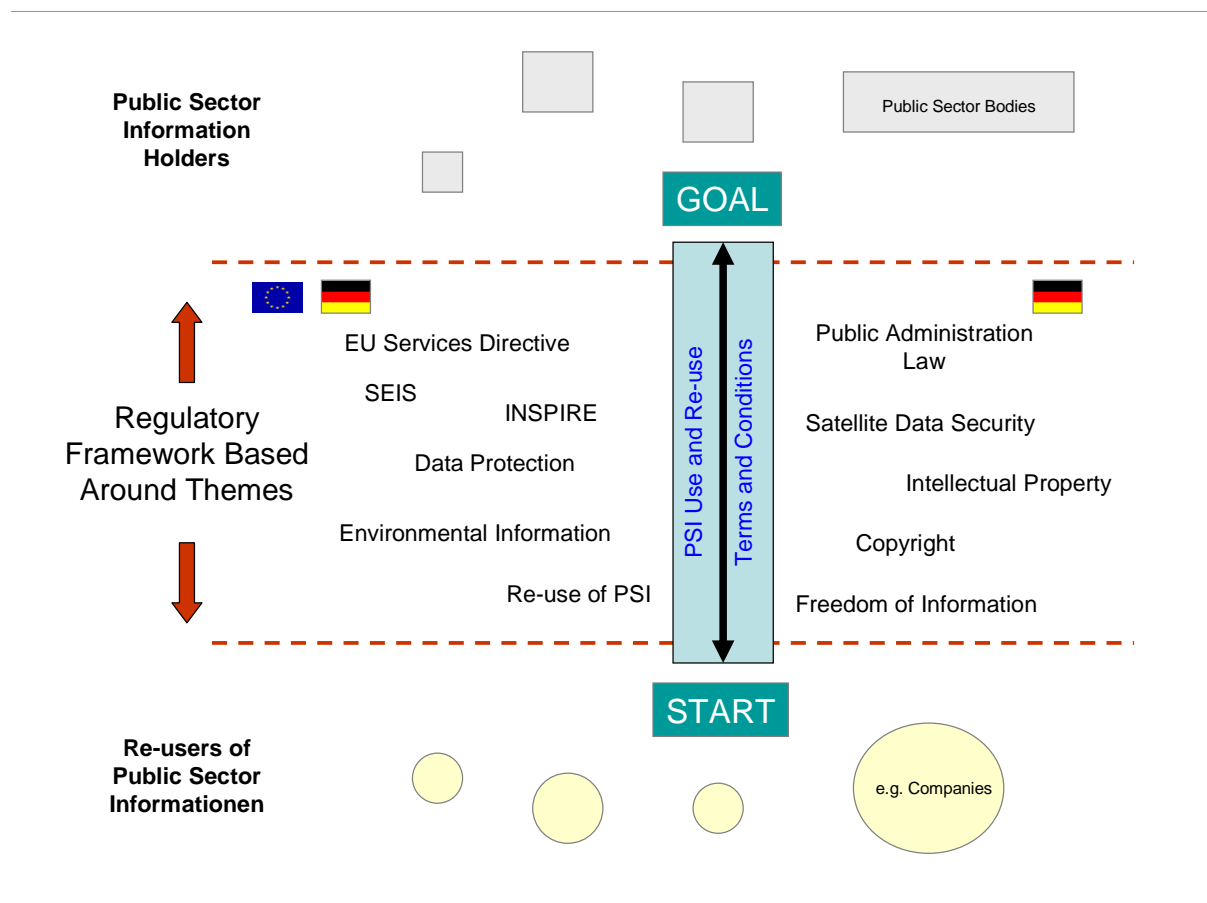 Public Sector
Information
Holders
Public Sector Bodies
GOAL
EU Services Directive
SEIS
INSPIRE
Data Protection
Environmental Information
Re-use of PSI
Regulatory
Framework Based
Around Themes
PSI Use and Re-use
Terms and Conditions
Public Administration
Law
Satellite Data Security
Intellectual Property
Copyright
Freedom of Information
START
Re-users of
Public Sector
Informationen
e.g. Companies